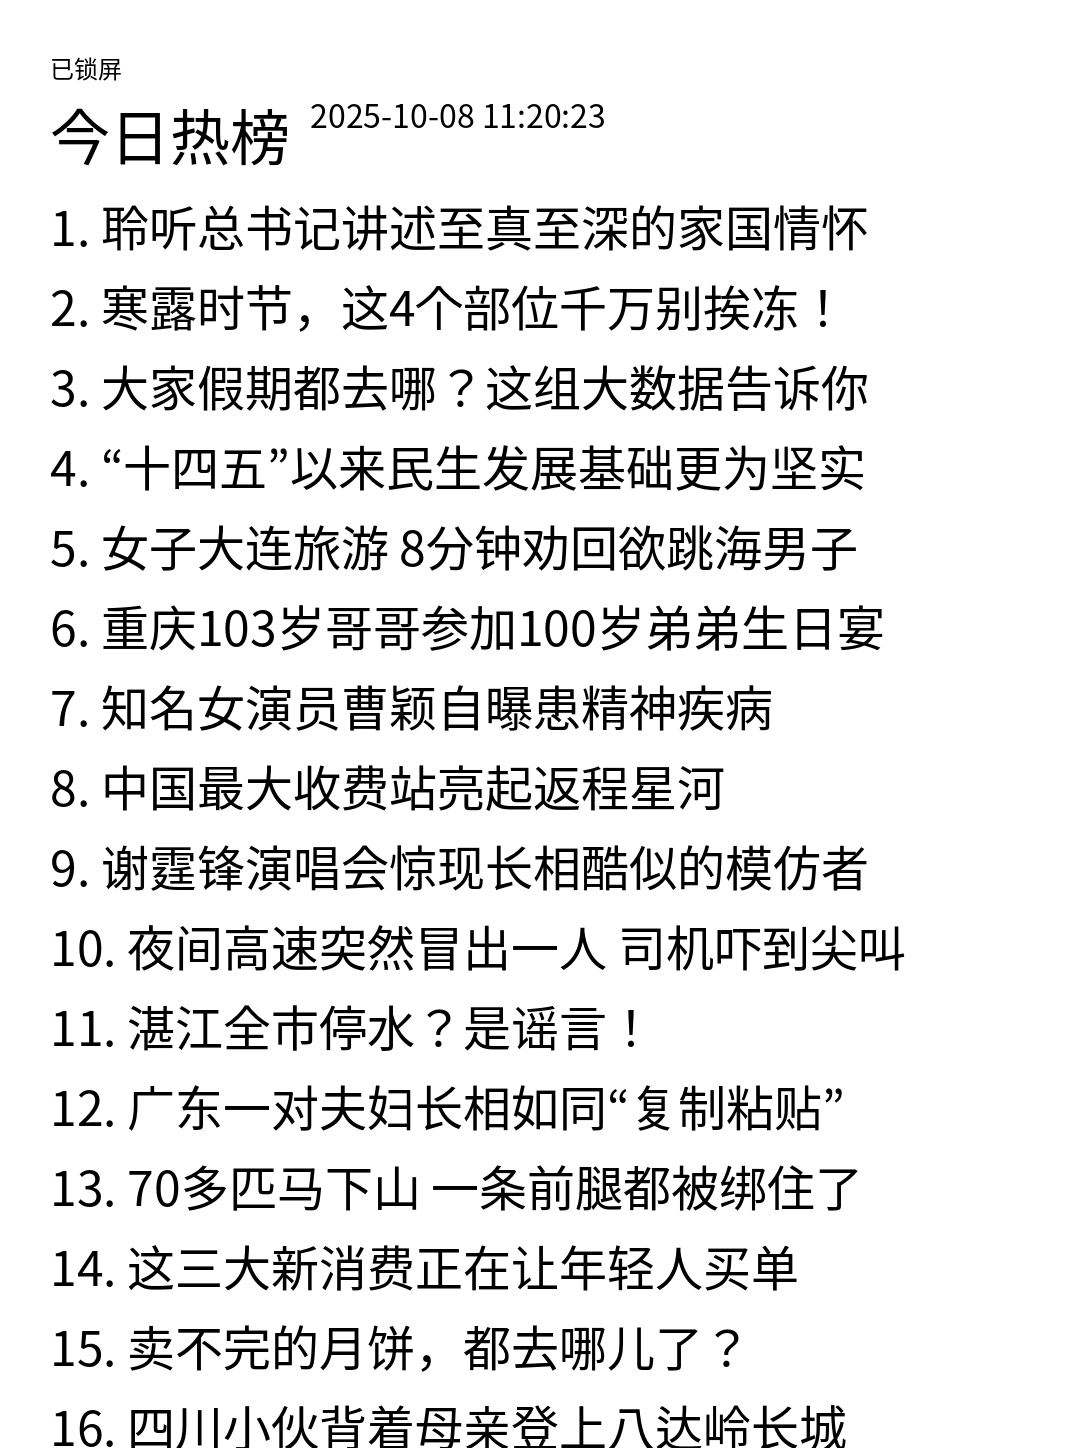 已锁屏
今日热榜 2025-10-08 11:20:23
1. 聆听总书记讲述至真至深的家国情怀
2. 寒露时节，这4个部位千万别挨冻！
3. 大家假期都去哪？这组大数据告诉你
4. “十四五”以来民生发展基础更为坚实
5. 女子大连旅游 8分钟劝回欲跳海男子
6. 重庆103岁哥哥参加100岁弟弟生日宴
7. 知名女演员曹颖自曝患精神疾病
8. 中国最大收费站亮起返程星河
9. 谢霆锋演唱会惊现长相酷似的模仿者
10. 夜间高速突然冒出一人 司机吓到尖叫
11. 湛江全市停水？是谣言！
12. 广东一对夫妇长相如同“复制粘贴”
13. 70多匹马下山 一条前腿都被绑住了
14. 这三大新消费正在让年轻人买单
15. 卖不完的月饼，都去哪儿了？
16. 四川小伙背着母亲登上八达岭长城